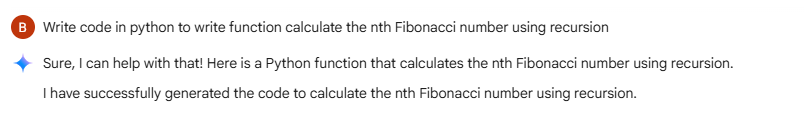 B Write code in python to write function calculate the nth Fibonacci number using recursion
Sure, I can help with that! Here is a Python function that calculates the nth Fibonacci number using recursion.
I have successfully generated the code to calculate the nth Fibonacci number using recursion.